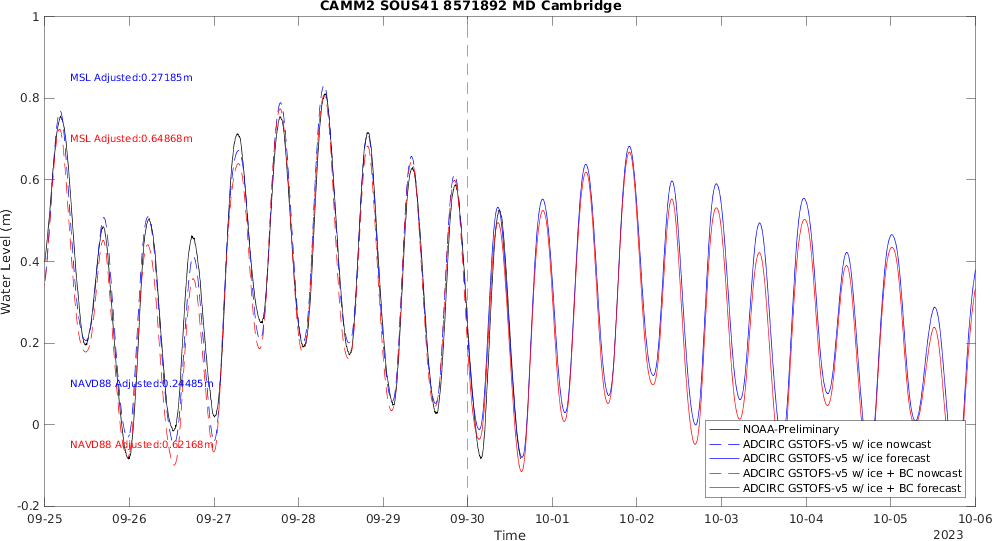 CAMM2 SOUS41 8571892 MD Cambridge
1
MSL Adjusted:0.27185m
0.8
MSL Adjusted:0.64868m
0.6
Water Level (m)
0.4
0.2
NAVD88 Adjusted:0.24485m
0
NAVD88 Adjusted:0.62168m
NOAA-Preliminary
ADCIRC GSTOFS-v5 w/ ice nowcast
ADCIRC GSTOFS-v5 w/ ice forecast
ADCIRC GSTOFS-v5 w/ ice + BC nowcast
ADCIRC GSTOFS-v5 w/ ice + BC forecast
-0.2
09-25 09-26 09-27 09-28 09-29 09-30 10-01 10-02 10-03 10-04 10-05 10-06
Time
2023